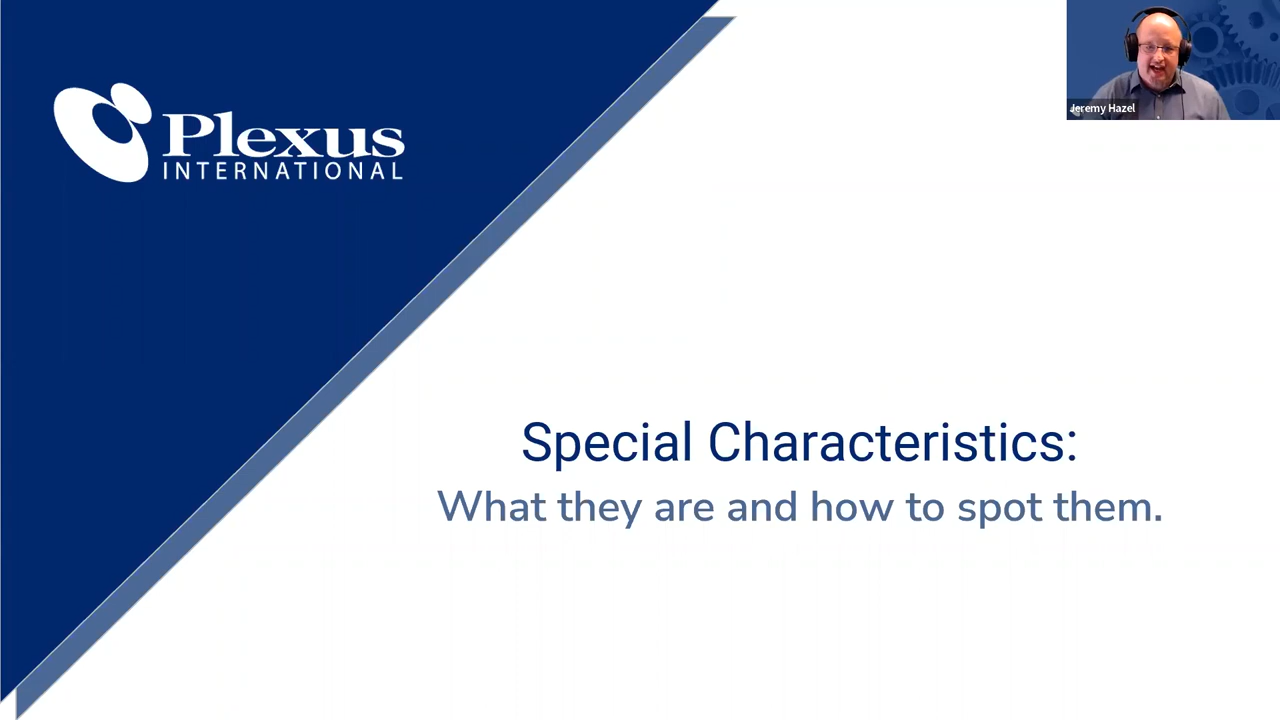 Plexus
INTERNATIONAL
Jeremy Hazel
Special Characteristics:
What they are and how to spot them.